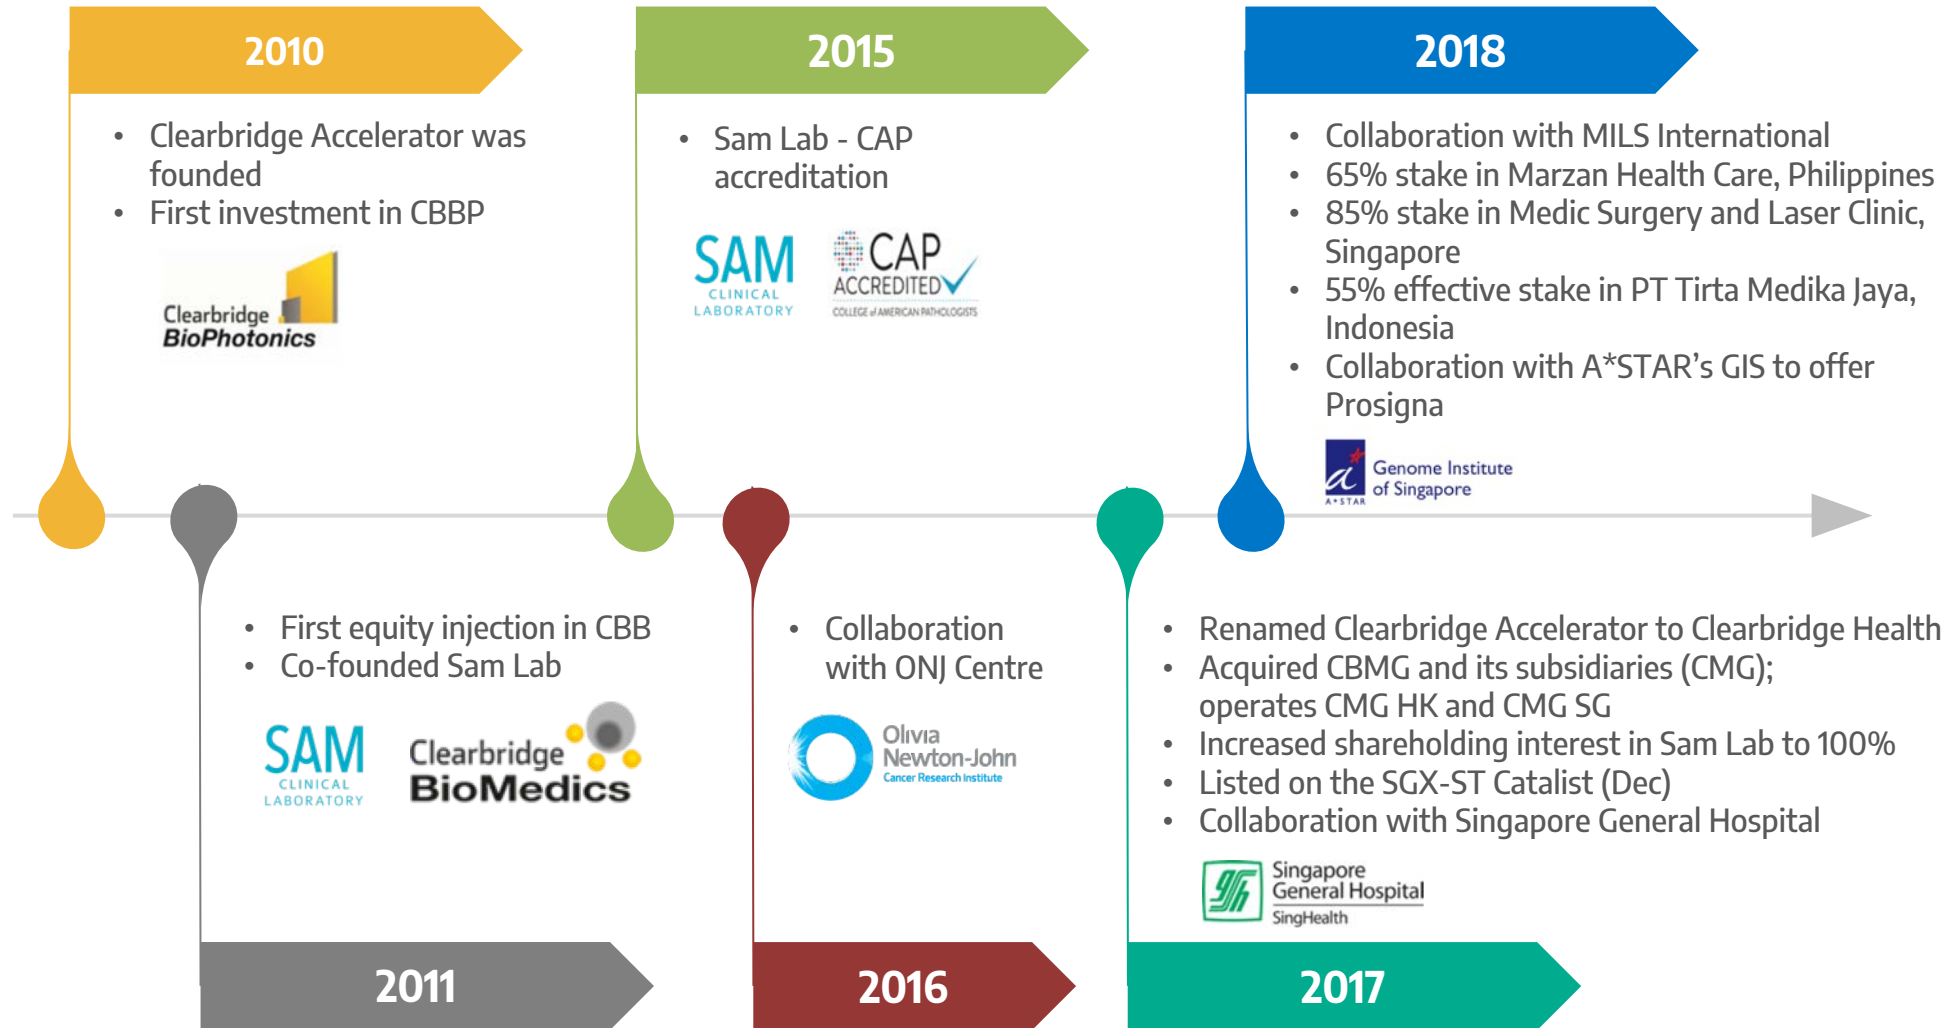 2010
• Clearbridge Accelerator was
founded
• First investment in CBBP
Clearbridge
BioPhotonics
2015
• Sam Lab - CAP
accreditation
SAM
CLINICAL
LABORATORY
CAP
ACCREDITED
COLLEGE of AMERICAN PATHOLOGISTS
2018
• Collaboration with MILS International
• 65% stake in Marzan Health Care, Philippines
• 85% stake in Medic Surgery and Laser Clinic,
Singapore
• 55% effective stake in PT Tirta Medika Jaya,
Indonesia
• Collaboration with A*STAR’s GIS to offer
Prosigna
a
A*STAR
Genome Institute
of Singapore
• First equity injection in CBB
• Co-founded Sam Lab
SAM
CLINICAL
LABORATORY
Clearbridge
BioMedics
2011
• Collaboration
with ONJ Centre
Olivia
Newton-John
Cancer Research Institute
2016
• Renamed Clearbridge Accelerator to Clearbridge Health
• Acquired CBMG and its subsidiaries (CMG);
operates CMG HK and CMG SG
• Increased shareholding interest in Sam Lab to 100%
• Listed on the SGX-ST Catalist (Dec)
• Collaboration with Singapore General Hospital
Singapore
General Hospital
SingHealth
2017